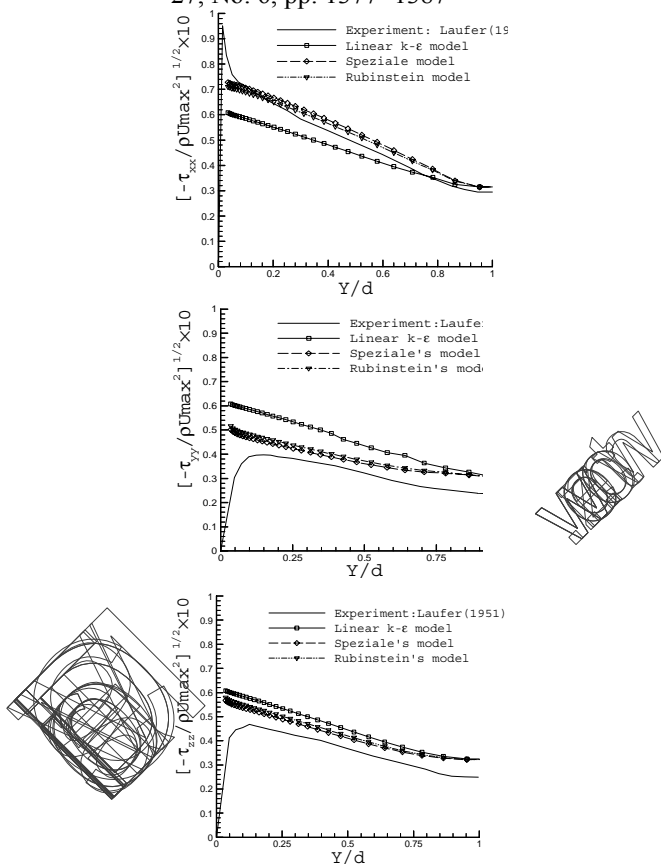 27, No. 6, pp. 1377–1387
Experiment: Laufer(19
Linear k-ε model
Speziale model
Rubinstein model
[-τxx/ρUmax²]^1/2×10
1
0.9
0.8
0.7
0.6
0.5
0.4
0.3
0.2
0.1
0
0 0.2 0.4 0.6 0.8 1
Y/d
Experiment:Laufer
Linear k-ε model
Speziale's model
Rubinstein's mode
[-τyy/ρUmax²]^1/2×10
1
0.9
0.8
0.7
0.6
0.5
0.4
0.3
0.2
0.1
0
0 0.25 0.5 0.75
Y/d
Experiment:Laufer(1951)
Linear k-ε model
Speziale's model
Rubinstein's model
[-τzz/ρUmax²]^1/2×10
1
0.9
0.8
0.7
0.6
0.5
0.4
0.3
0.2
0.1
0
0 0.25 0.5 0.75 1
Y/d